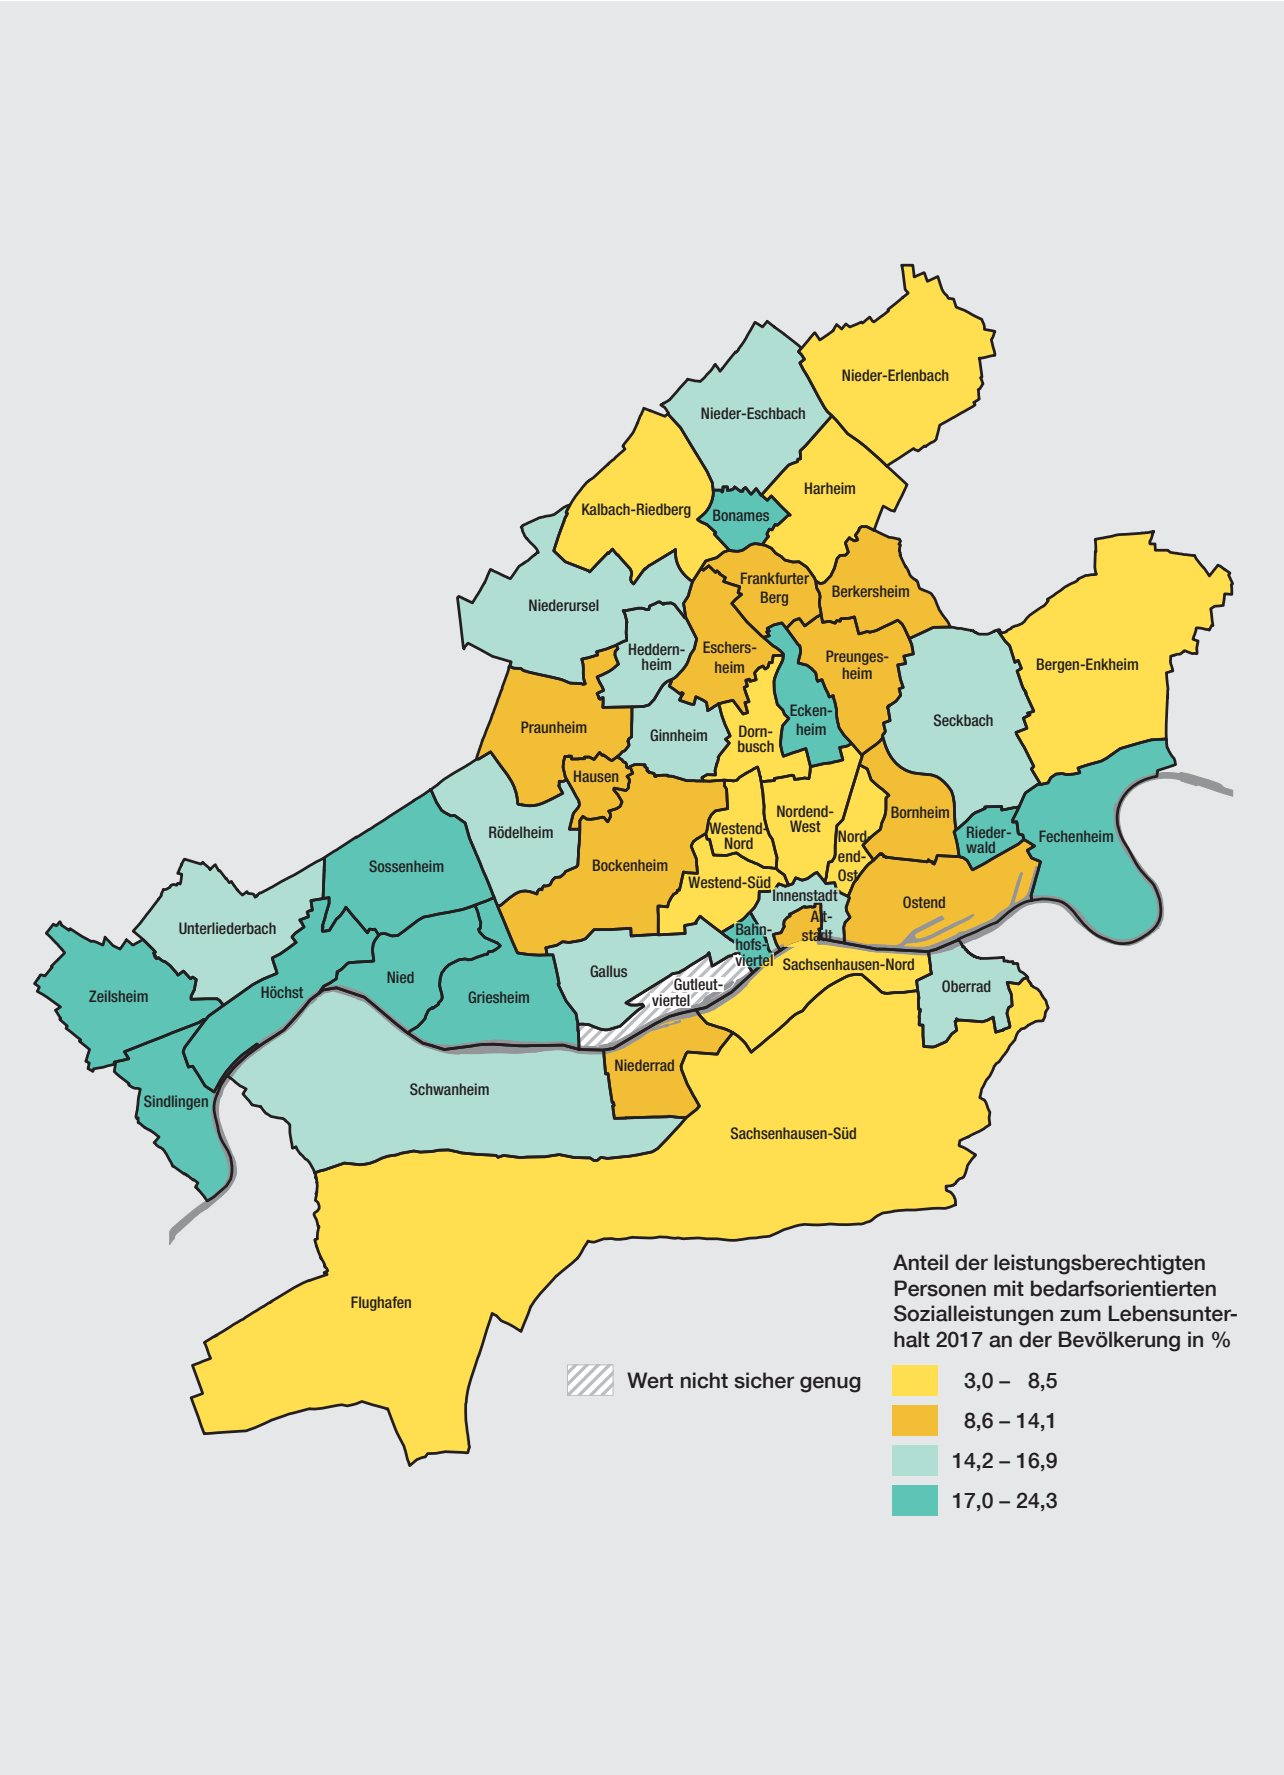 Nieder-Erlenbach
Nieder-Eschbach
Harheim
Kalbach-Riedberg
Bonames
Frankfurter
Berg
Berkersheim
Niederursel
Heddern-
heim
Eschers-
heim
Preunges-
heim
Bergen-Enkheim
Seckbach
Ecken-
heim
Praunheim
Ginnheim
Dorn-
busch
Hausen
Rödelheim
Westend-
Nord
Nordend-
West
Nord
end-
Ost
Bornheim
Rieder-
wald
Fechenheim
Sossenheim
Bockenheim
Westend-Süd
Innenstadt
Ostend
Alt-
stadt
Unterliederbach
Bahn-
hofs-
viertel
Sachsenhausen-Nord
Gallus
Nied
Gutleut-
viertel
Oberrad
Zeilsheim
Höchst
Griesheim
Niederrad
Schwanheim
Sindlingen
Sachsenhausen-Süd
Flughafen
Anteil der leistungsberechtigten
Personen mit bedarfsorientierten
Sozialleistungen zum Lebensunter-
halt 2017 an der Bevölkerung in %
Wert nicht sicher genug
3,0 – 8,5
8,6 – 14,1
14,2 – 16,9
17,0 – 24,3